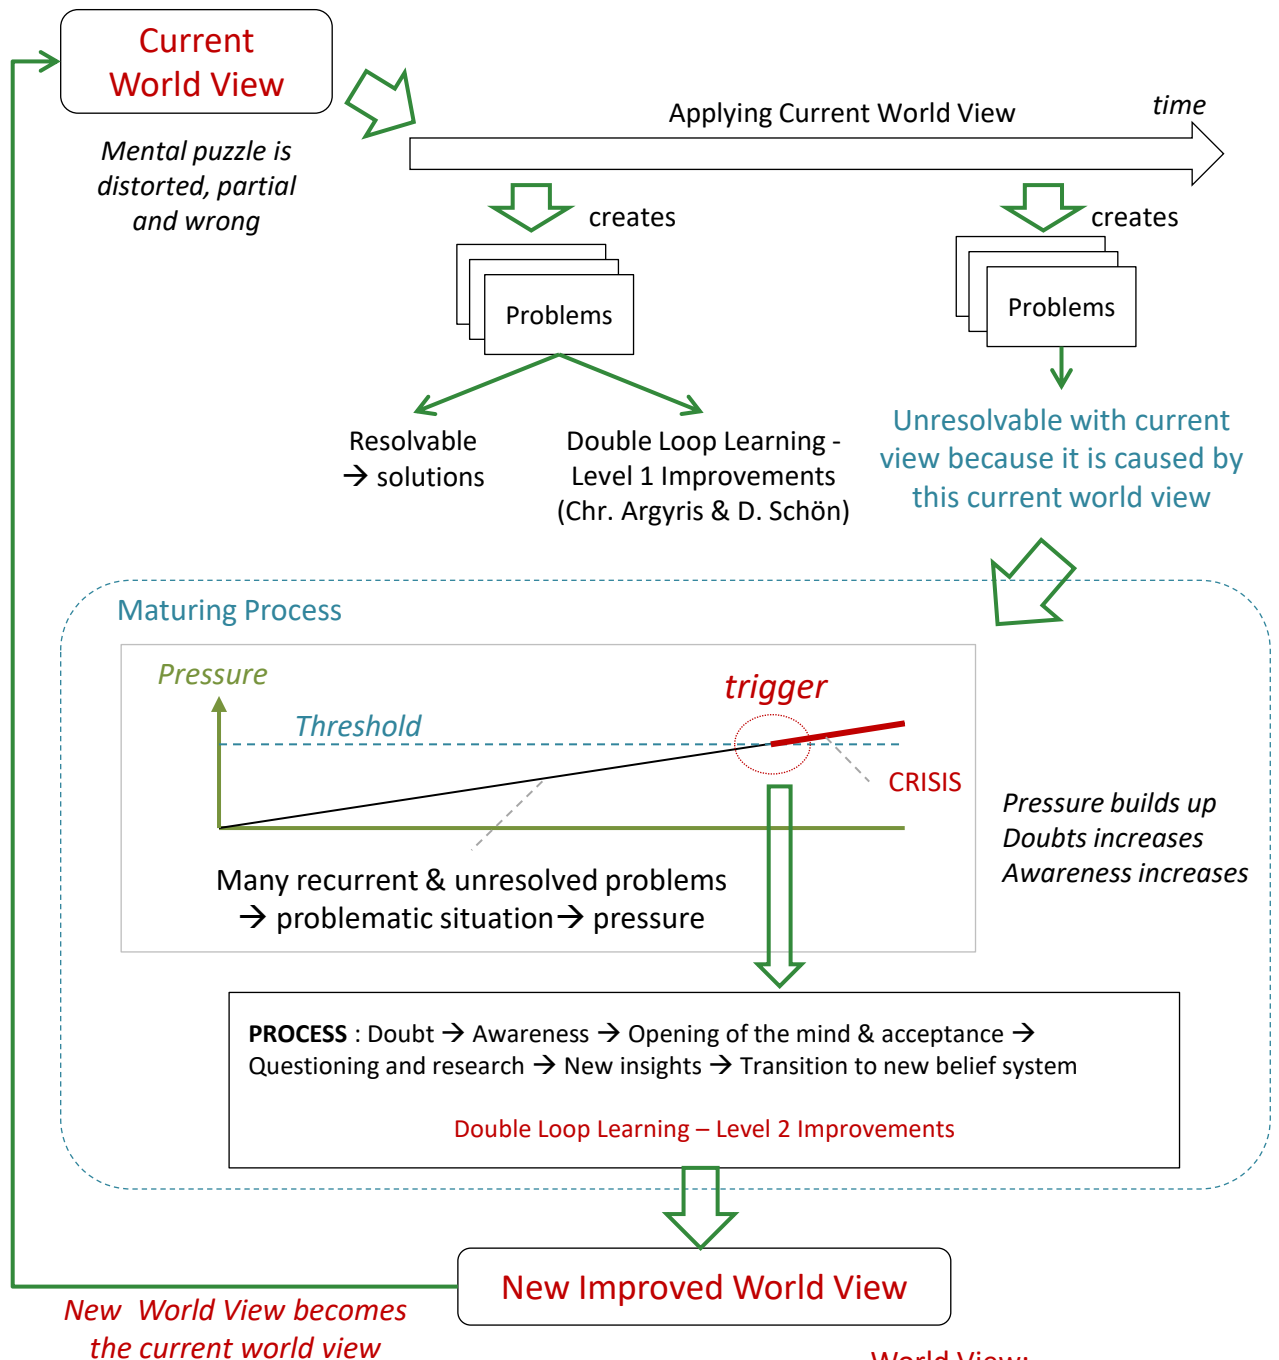 Current
World View
Mental puzzle is
distorted, partial
and wrong
Applying Current World View
time
creates
creates
Problems
Problems
Resolvable
→ solutions
Double Loop Learning -
Level 1 Improvements
(Chr. Argyris & D. Schön)
Unresolvable with current
view because it is caused by
this current world view
Maturing Process
Pressure
trigger
Threshold
CRISIS
Many recurrent & unresolved problems
→ problematic situation→ pressure
Pressure builds up
Doubts increases
Awareness increases
PROCESS : Doubt → Awareness → Opening of the mind & acceptance →
Questioning and research → New insights → Transition to new belief system
Double Loop Learning – Level 2 Improvements
New Improved World View
New World View becomes
the current world view
World View: